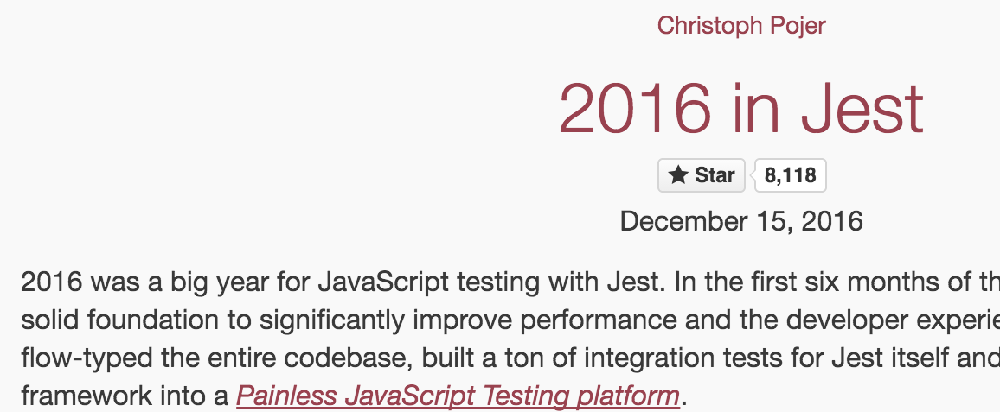 Christoph Pojer
2016 in Jest
Star 8,118
December 15, 2016
2016 was a big year for JavaScript testing with Jest. In the first six months of
solid foundation to significantly improve performance and the developer
flow-typed the entire codebase, built a ton of integration tests for Jest itself and
framework into a Painless JavaScript Testing platform.